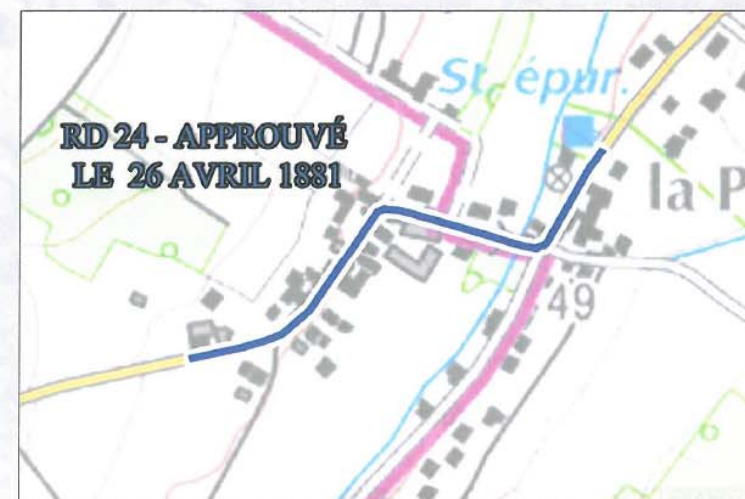 St. épur.
RD 24 - APPROUVÉ
LE 26 AVRIL 1881
la P
49